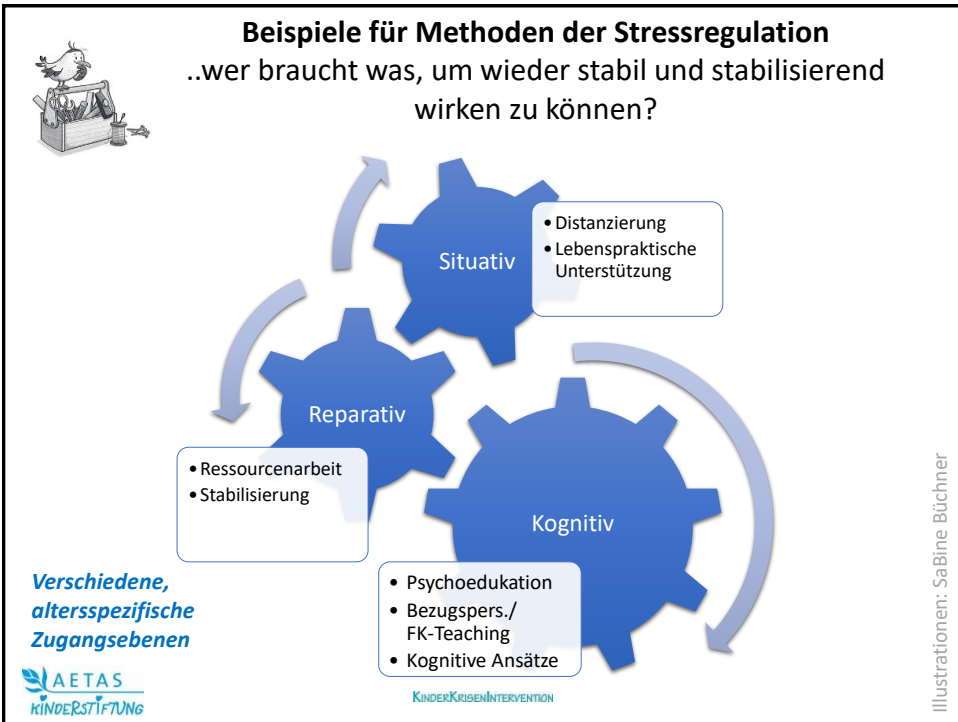 Beispiele für Methoden der Stressregulation
..wer braucht was, um wieder stabil und stabilisierend
wirken zu können?
Situativ
• Distanzierung
• Lebenspraktische
Unterstützung
Reparativ
• Ressourcenarbeit
• Stabilisierung
Kognitiv
• Psychoedukation
• Bezugspers./
FK-Teaching
• Kognitive Ansätze
Verschiedene,
altersspezifische
Zugangsebenen
AETAS
KINDERSTIFTUNG
KINDERKRISENINTERVENTION
Illustrationen: SaBine Büchner